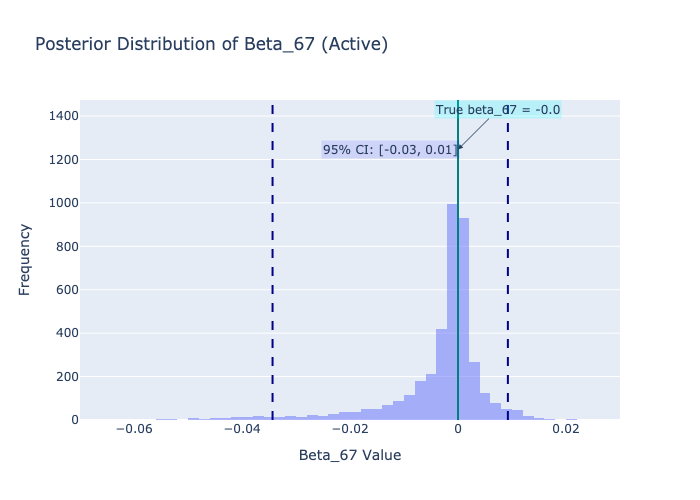 Posterior Distribution of Beta_67 (Active)
True beta_67 = -0.0
95% CI: [-0.03, 0.01]
1400
1200
1000
800
600
400
200
0
Frequency
−0.06
−0.04
−0.02
0
0.02
Beta_67 Value